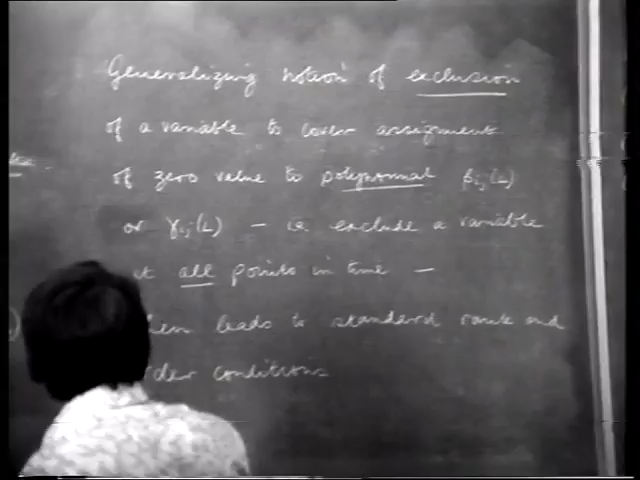 Generalizing notion of exclusion
of a variable to cover assignment
of zero value to polynomial βij(L)
or γij(L) — i.e. exclude a variable
at all points in time —
then leads to standard rank and
order conditions